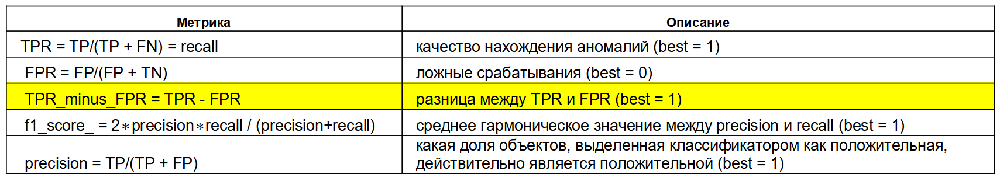 Метрика Описание
TPR = TP/(TP + FN) = recall качество нахождения аномалий (best = 1)
FPR = FP/(FP + TN) ложные срабатывания (best = 0)
TPR_minus_FPR = TPR - FPR разница между TPR и FPR (best = 1)
f1_score_ = 2∗precision∗recall / (precision+recall) среднее гармоническое значение между precision и recall (best = 1)
какая доля объектов, выделенная классификатором как положительная,
precision = TP/(TP + FP) действительно является положительной (best = 1)